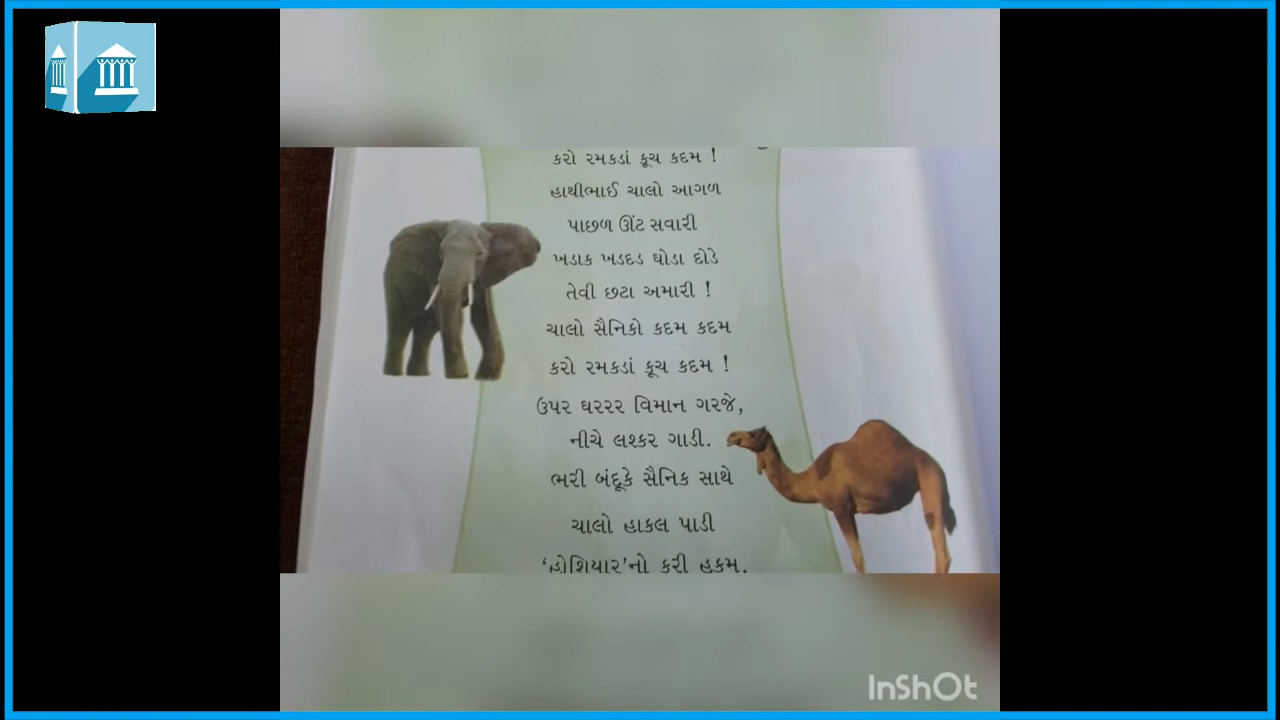 કરો રમકડાં કૂચ કદમ !
હાથીભાઈ ચાલો આગળ
પાછળ ઊંટ સવારી
ખડાક ખડદડ ઘોડા દોડે
તેવી છટા અમારી !
ચાલો સૈનિકો કદમ કદમ
કરો રમકડાં કૂચ કદમ !
ઉપર ઘરરર વિમાન ગરજે,
નીચે લશ્કર ગાડી.
ભરી બંદૂકે સૈનિક સાથે
ચાલો હાકલ પાડી
‘હોશિયાર’નો કરી હુકમ.
InShOt